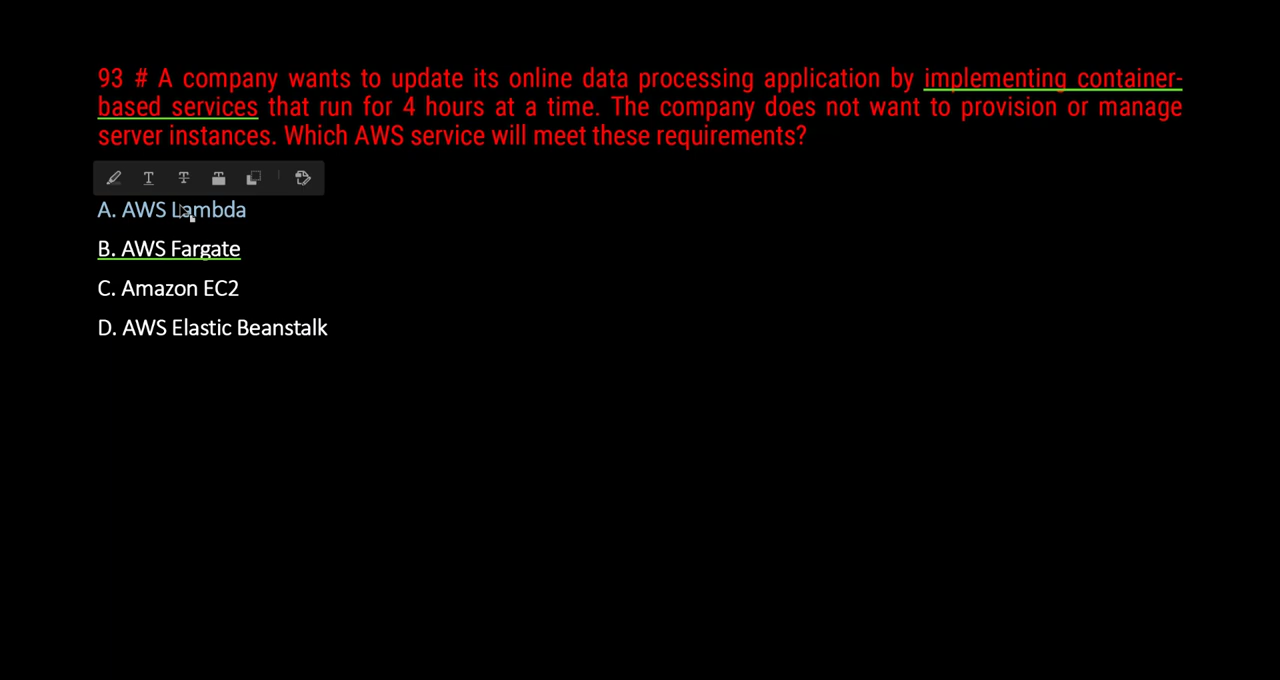 93 # A company wants to update its online data processing application by implementing container-
based services that run for 4 hours at a time. The company does not want to provision or manage
server instances. Which AWS service will meet these requirements?
A. AWS Lambda
B. AWS Fargate
C. Amazon EC2
D. AWS Elastic Beanstalk